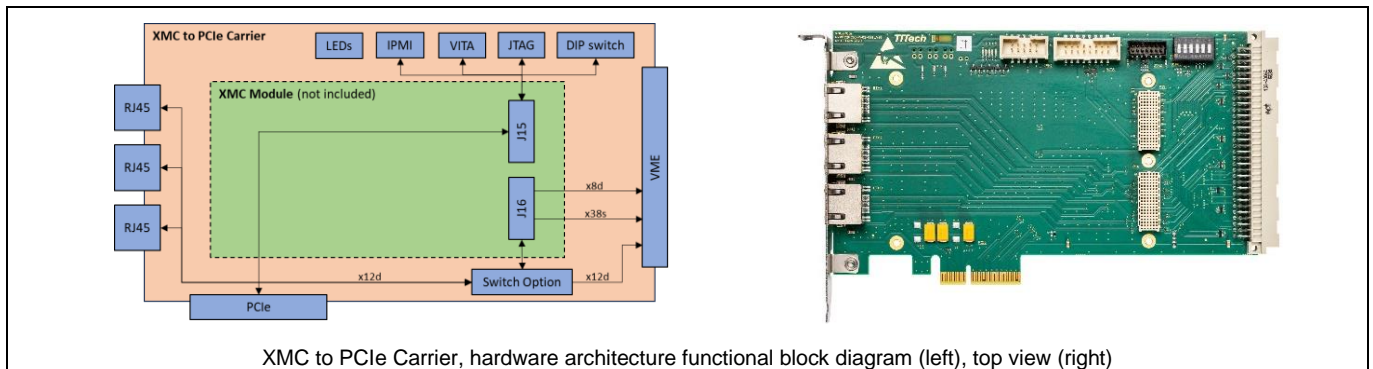 XMC to PCIe Carrier
LEDs
IPMI
VITA
JTAG
DIP switch
XMC Module (not included)
RJ45
RJ45
RJ45
J15
J16
VME
x8d
x38s
x12d
x12d
Switch Option
PCIe
TTTech
XMC to PCIe Carrier, hardware architecture functional block diagram (left), top view (right)